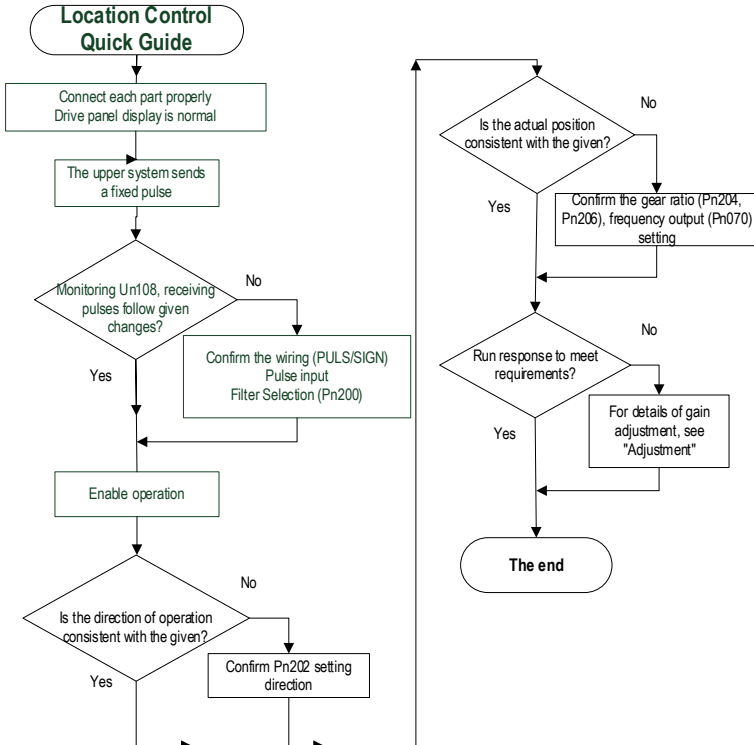 Location Control
Quick Guide
Connect each part properly
Drive panel display is normal
The upper system sends
a fixed pulse
Monitoring Un108, receiving
pulses follow given
changes?
No
Yes
Confirm the wiring (PULS/SIGN)
Pulse input
Filter Selection (Pn200)
Enable operation
Is the direction of operation
consistent with the given?
No
Yes
Confirm Pn202 setting
direction
Is the actual position
consistent with the given?
No
Yes
Confirm the gear ratio (Pn204,
Pn206), frequency output (Pn070)
setting
Run response to meet
requirements?
No
Yes
For details of gain
adjustment, see
"Adjustment"
The end